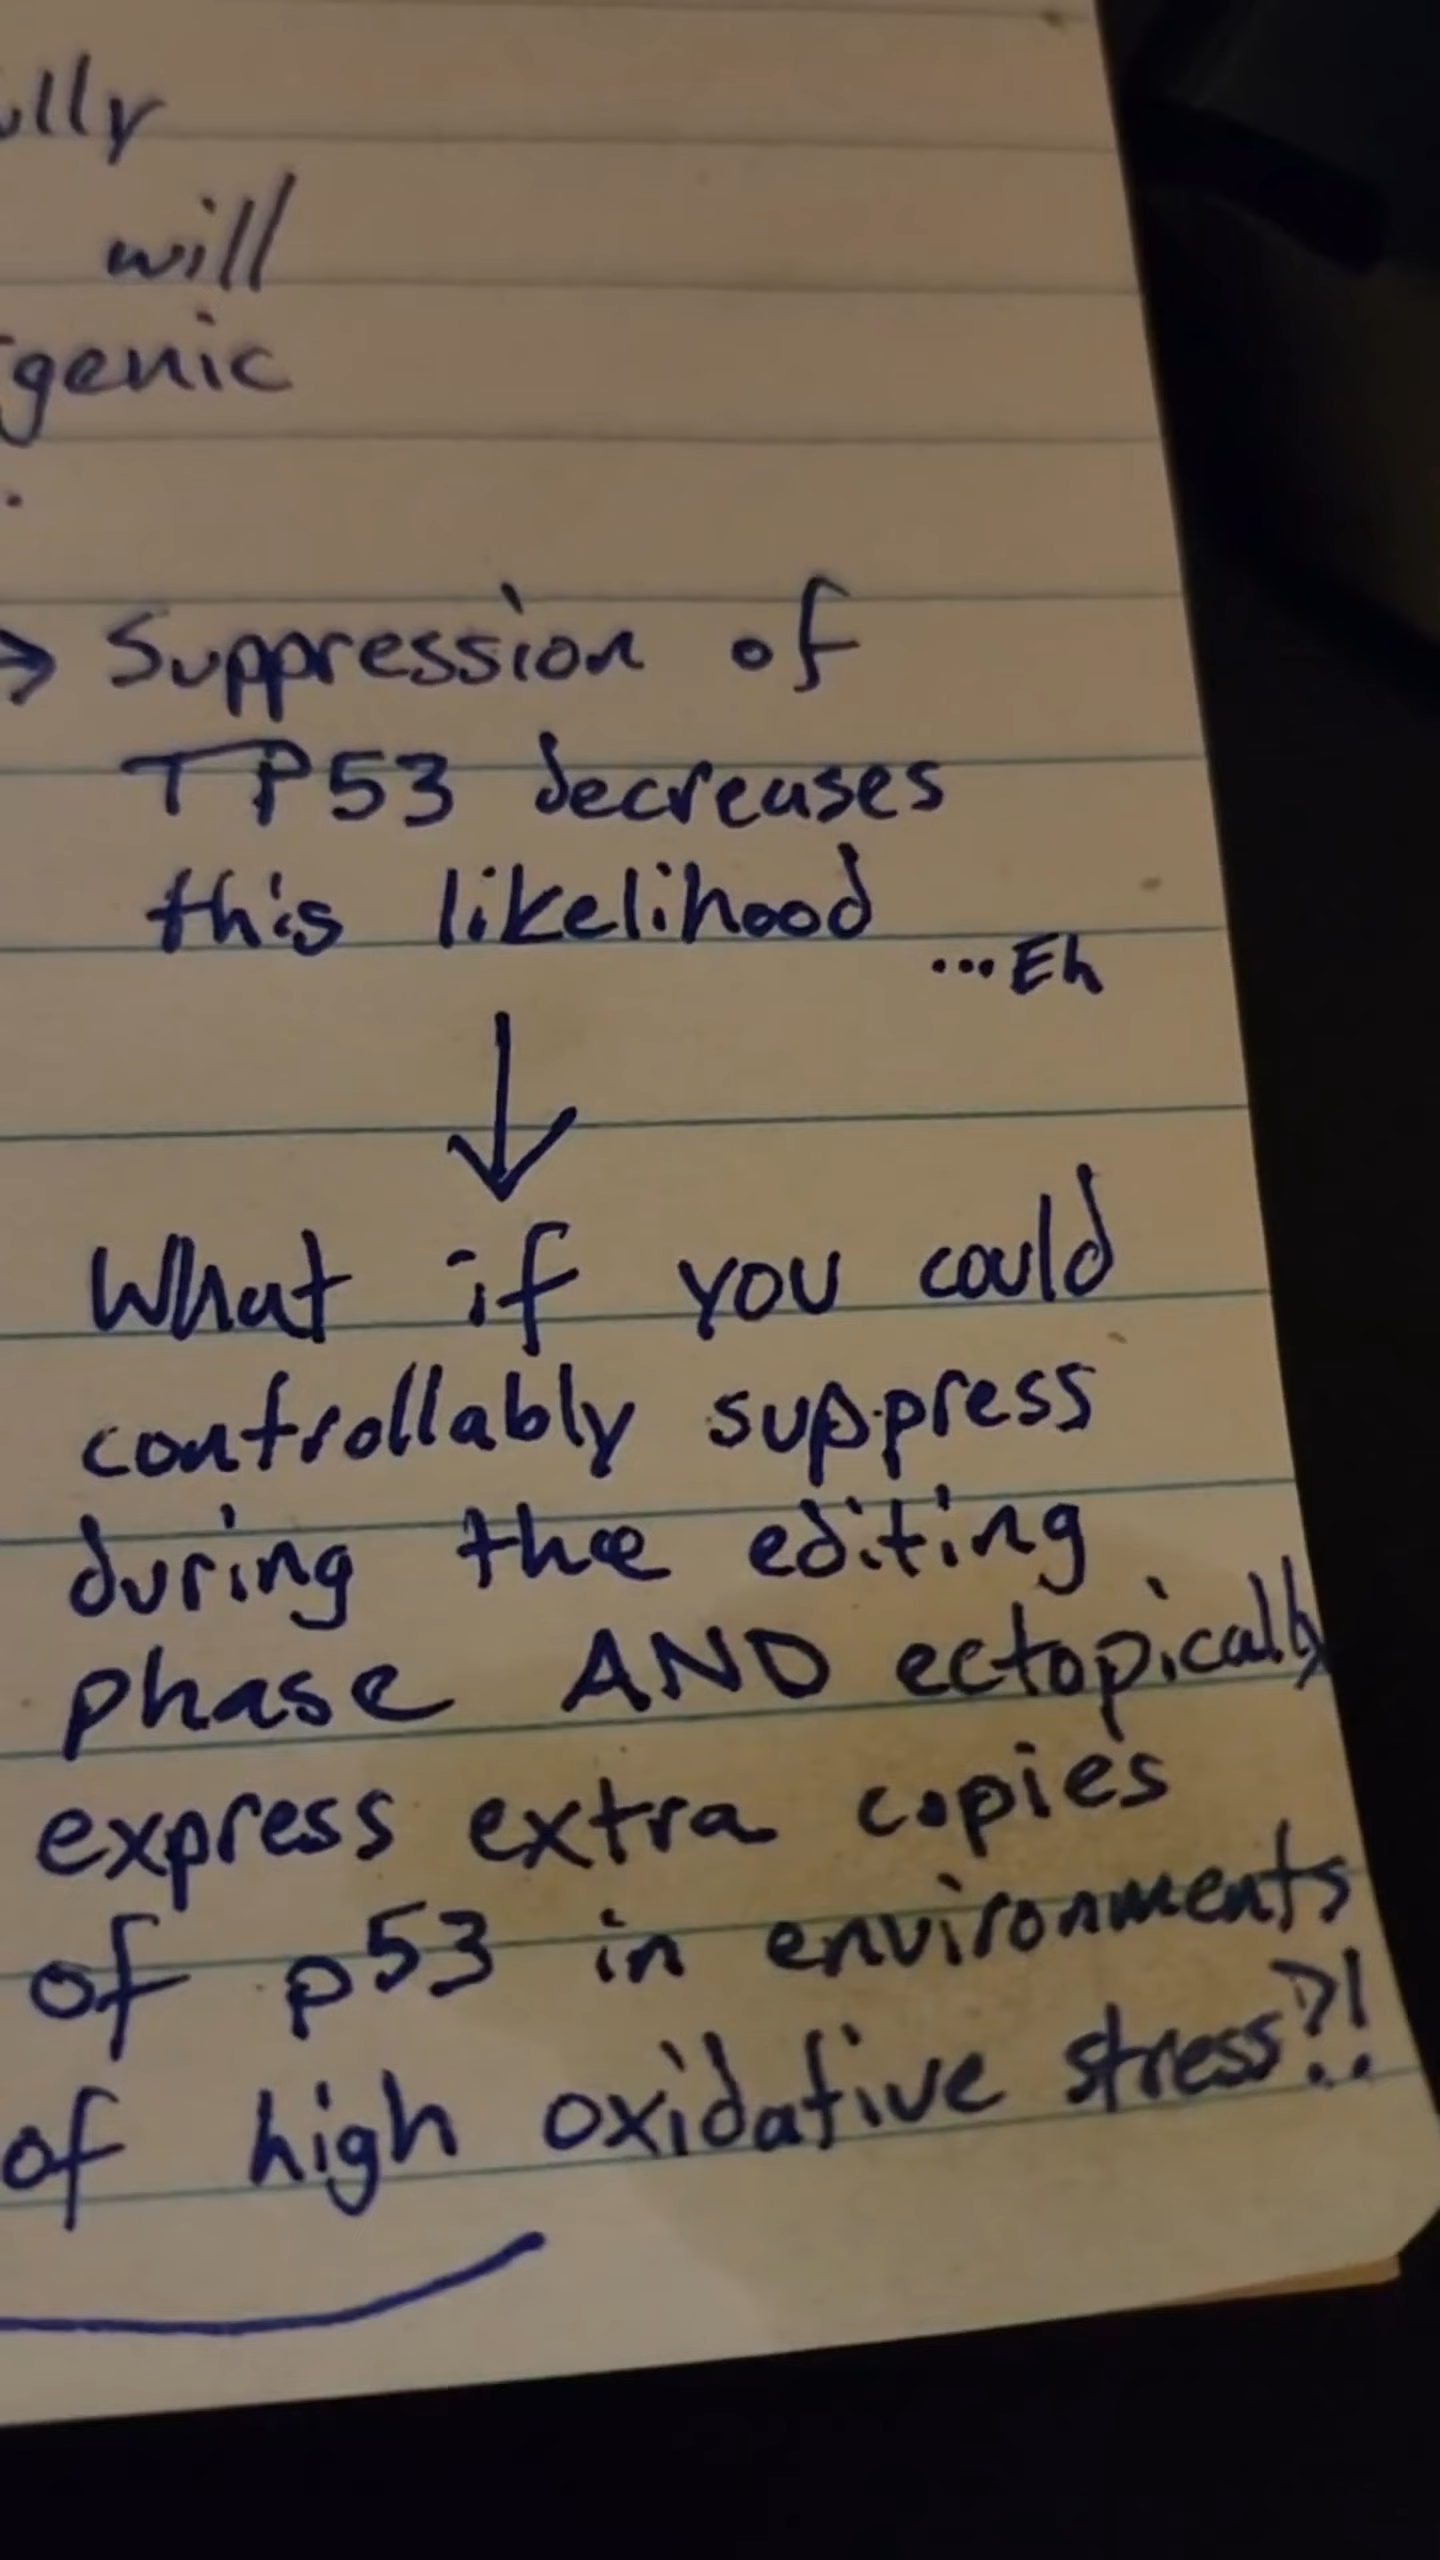 will
genic
.
→ Suppression of
TP53 decreases
this likelihood
...Eh
↓
What if you could
controllably suppress
during the editing
phase AND ectopically
express extra copies
of p53 in environments
of high oxidative stress?!